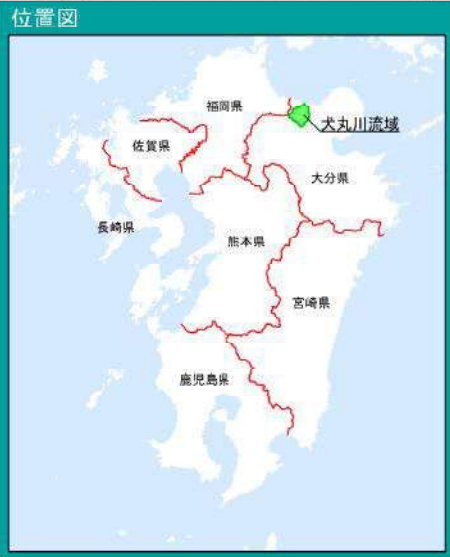 位置図
福岡県
犬丸川流域
佐賀県
大分県
長崎県
熊本県
宮崎県
鹿児島県